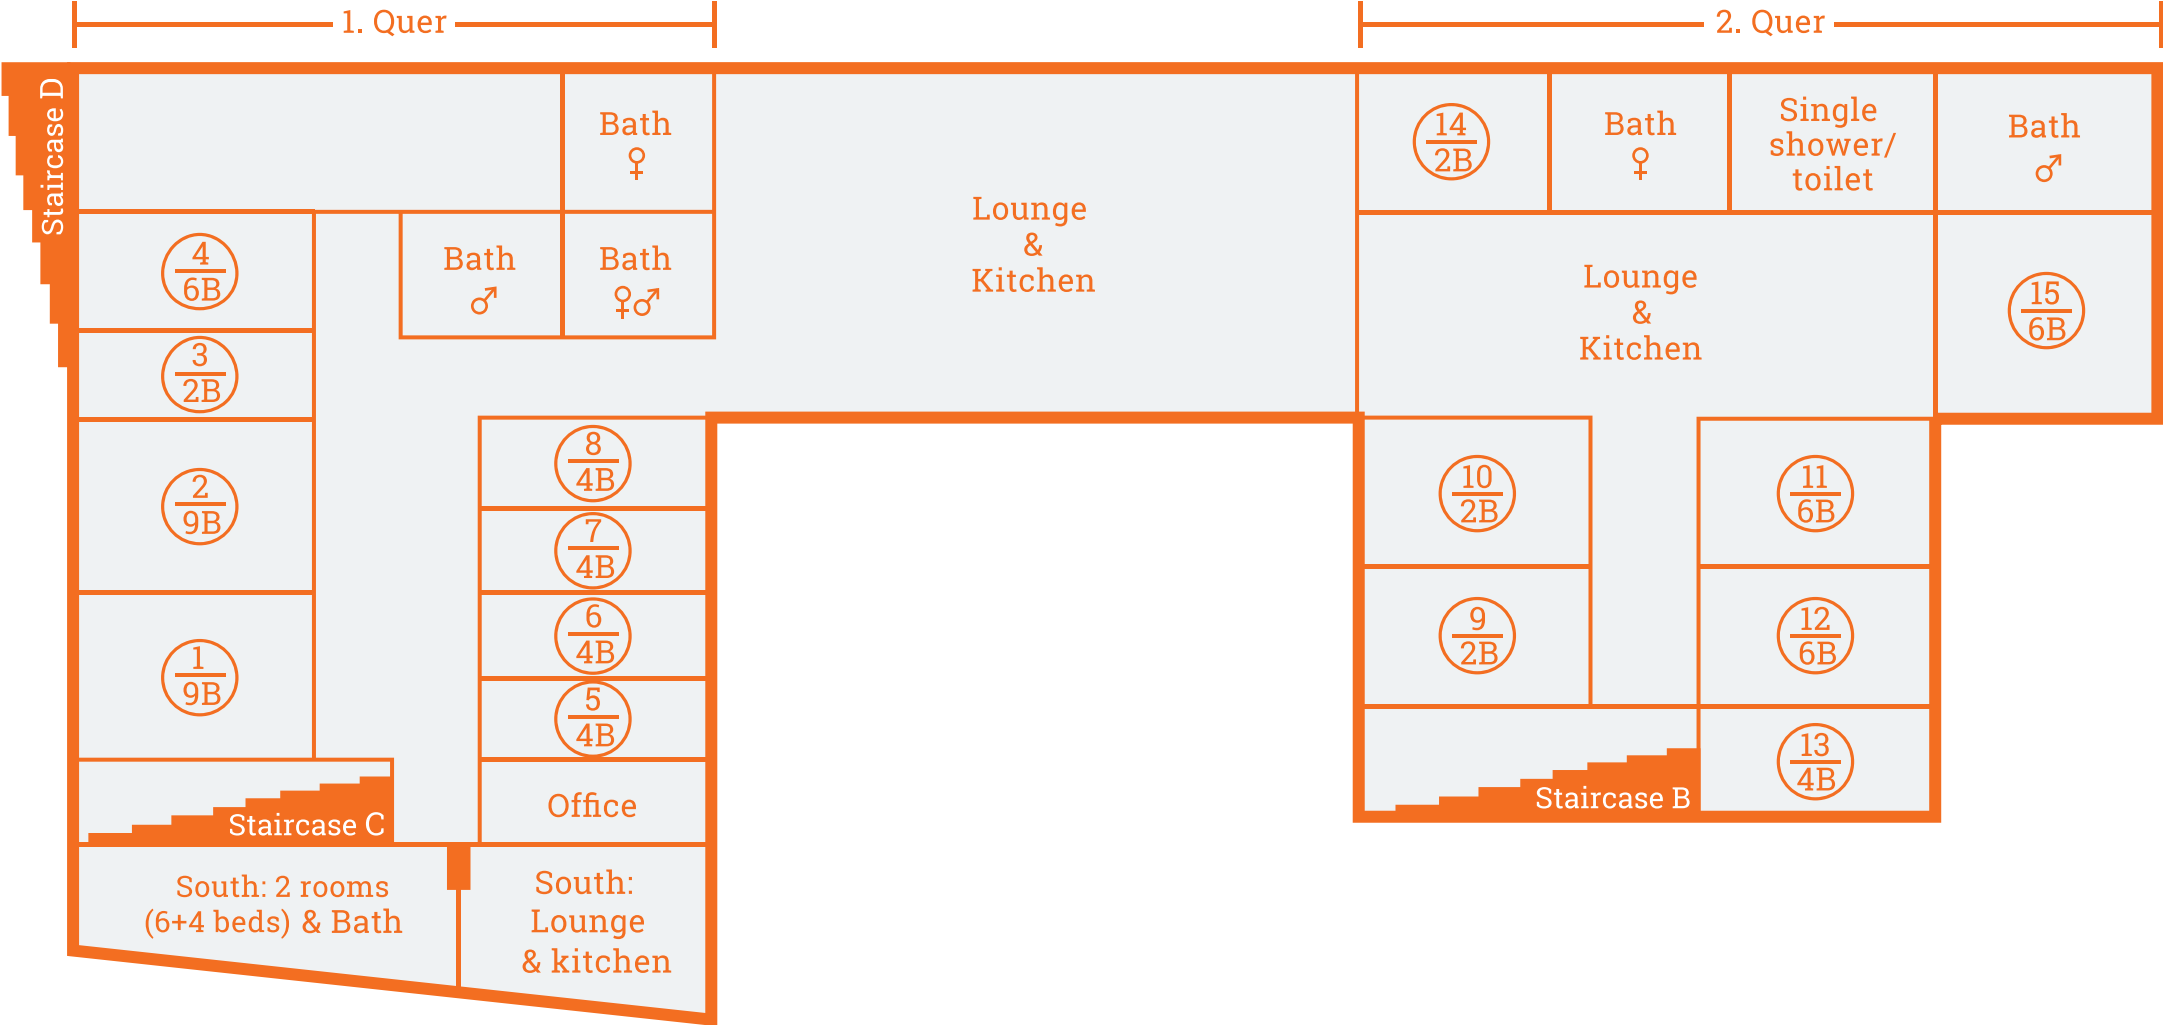 1. Quer
2. Quer
Staircase D
Bath
♀
4
6B
Bath
♂
Bath
♀♂
3
2B
2
9B
1
9B
8
4B
7
4B
6
4B
5
4B
Office
Staircase C
South: 2 rooms
(6+4 beds) & Bath
South:
Lounge
& kitchen
Lounge
&
Kitchen
14
2B
Bath
♀
Single
shower/
toilet
Bath
♂
Lounge
&
Kitchen
15
6B
10
2B
11
6B
9
2B
12
6B
Staircase B
13
4B